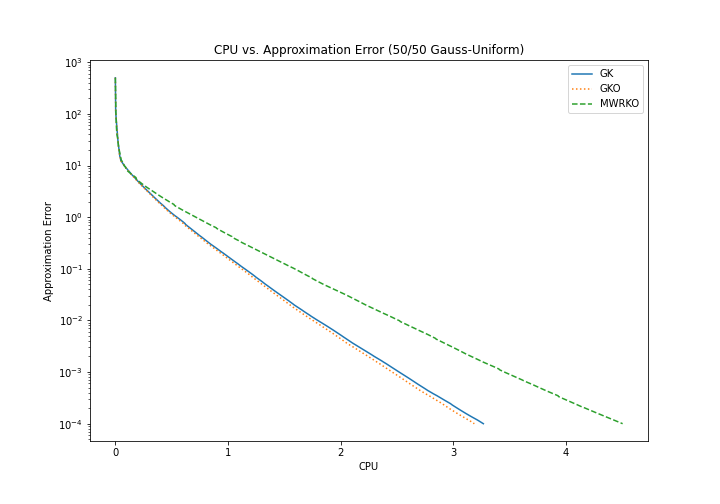 CPU vs. Approximation Error (50/50 Gauss-Uniform)
GK
GKO
MWRKO
Approximation Error
10³
10²
10¹
10⁰
10⁻¹
10⁻²
10⁻³
10⁻⁴
0 1 2 3 4
CPU